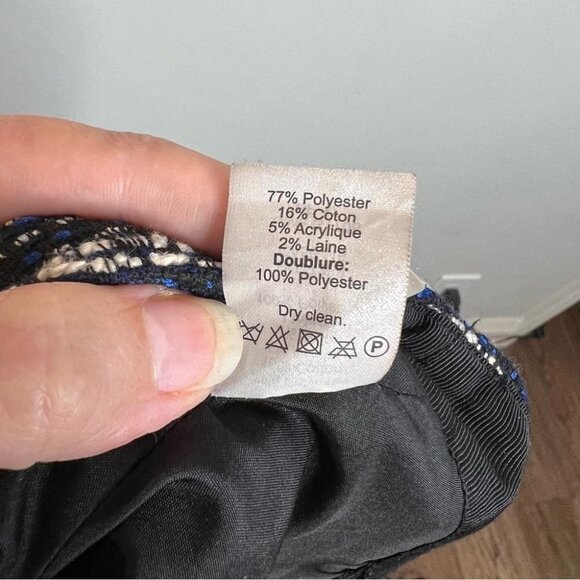 77% Polyester
16% Coton
5% Acrylique
2% Laine
Doublure:
100% Polyester
Dry clean.
P